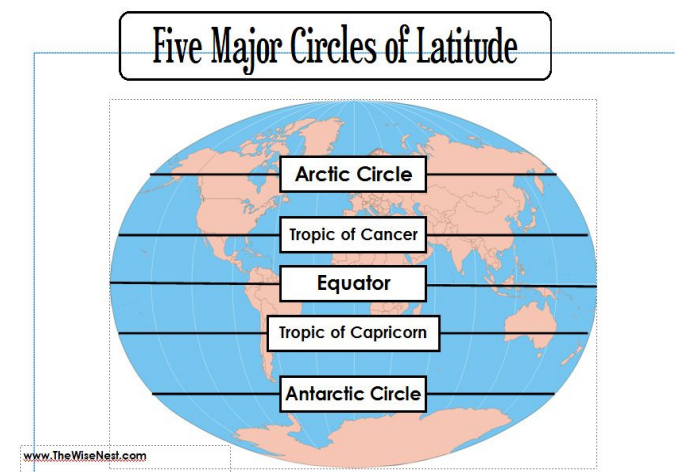 Five Major Circles of Latitude
Arctic Circle
Tropic of Cancer
Equator
Tropic of Capricorn
Antarctic Circle
www.TheWiseNest.com